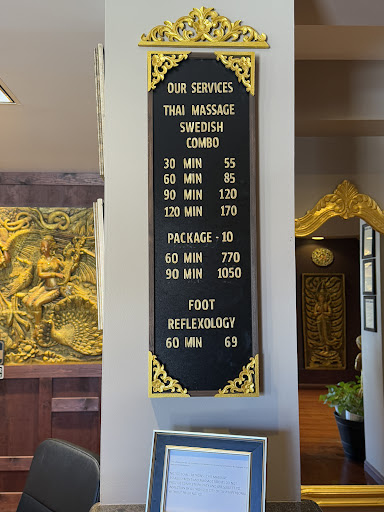 OUR SERVICES
THAI MASSAGE
SWEDISH
COMBO
30 MIN 55
60 MIN 85
90 MIN 120
120 MIN 170
PACKAGE - 10
60 MIN 770
90 MIN 1050
FOOT
REFLEXOLOGY
60 MIN 69